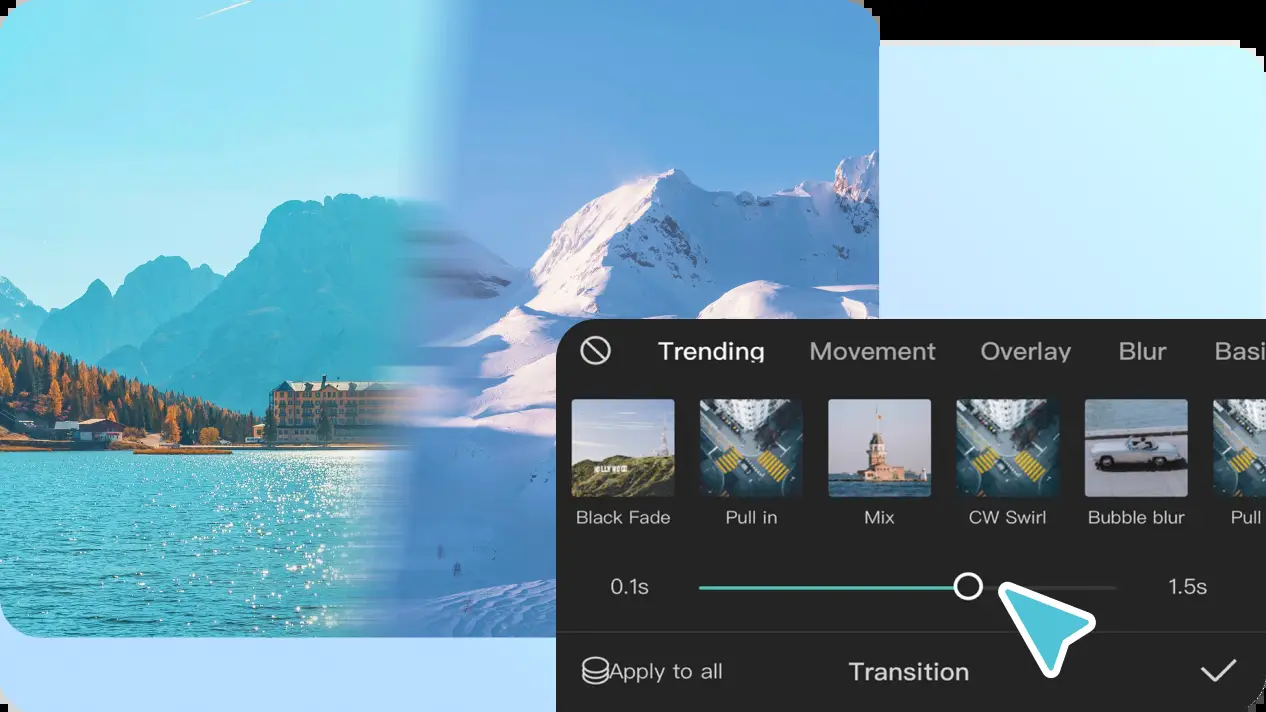 Trending Movement Overlay Blur Basi
HOLLYWOOD
Black Fade Pull in Mix CW Swirl Bubble blur Pull
0.1s 1.5s
Apply to all Transition